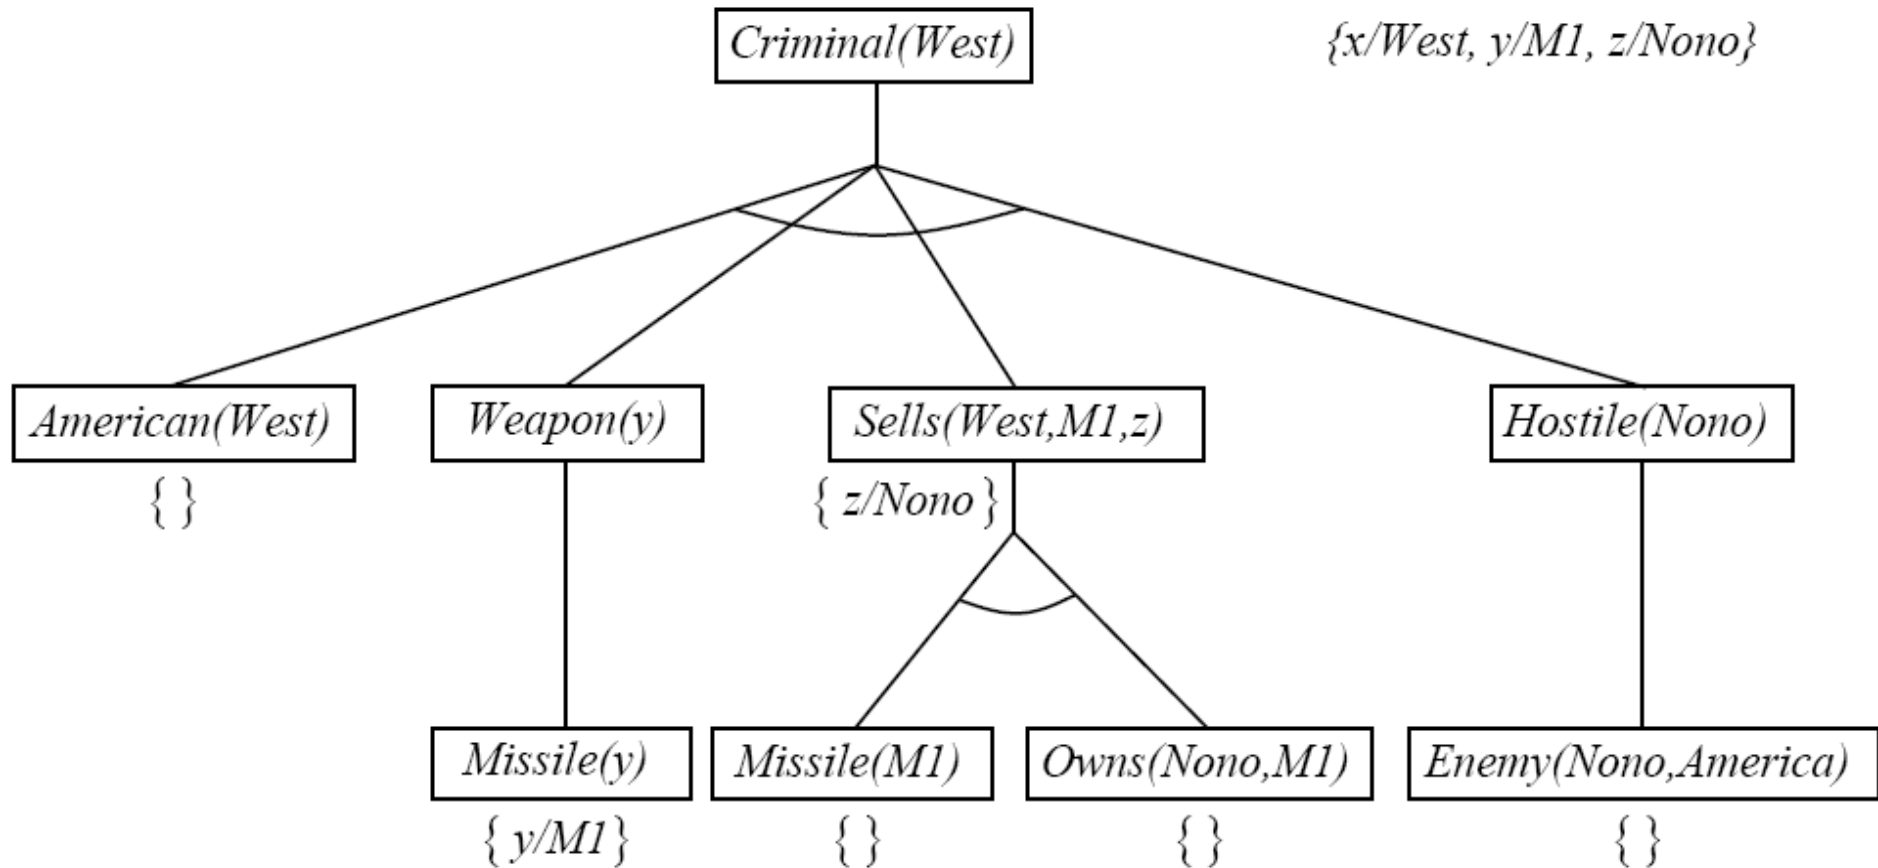 Criminal(West)
{x/West, y/M1, z/Nono}
American(West)
Weapon(y)
Sells(West,M1,z)
Hostile(Nono)
{ }
{ z/Nono }
Missile(y)
Missile(M1)
Owns(Nono,M1)
Enemy(Nono,America)
{ y/M1}
{ }
{ }
{ }